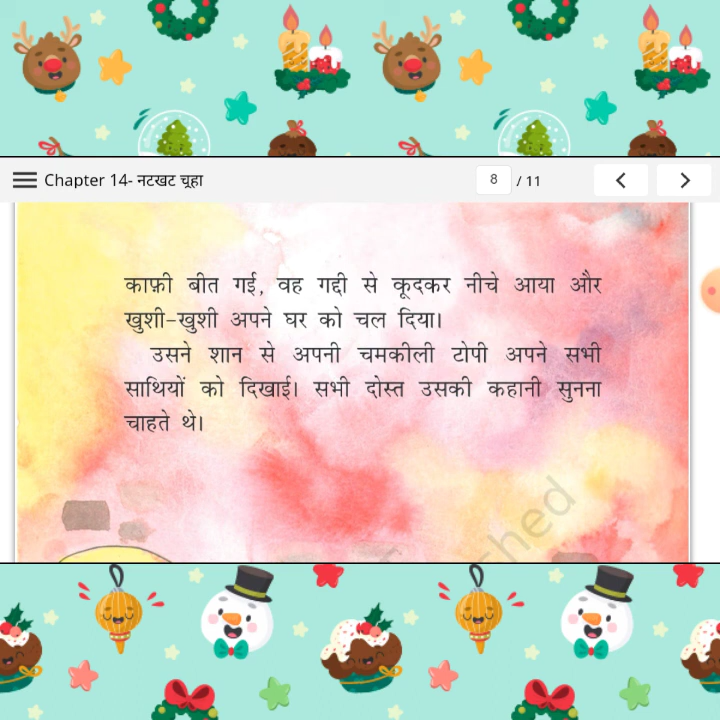 Chapter 14- नटखट चूहा
8 / 11
काफ़ी बीत गई, वह गद्दी से कूदकर नीचे आया और
खुशी-खुशी अपने घर को चल दिया।
उसने शान से अपनी चमकीली टोपी अपने सभी
साथियों को दिखाई। सभी दोस्त उसकी कहानी सुनना
चाहते थे।